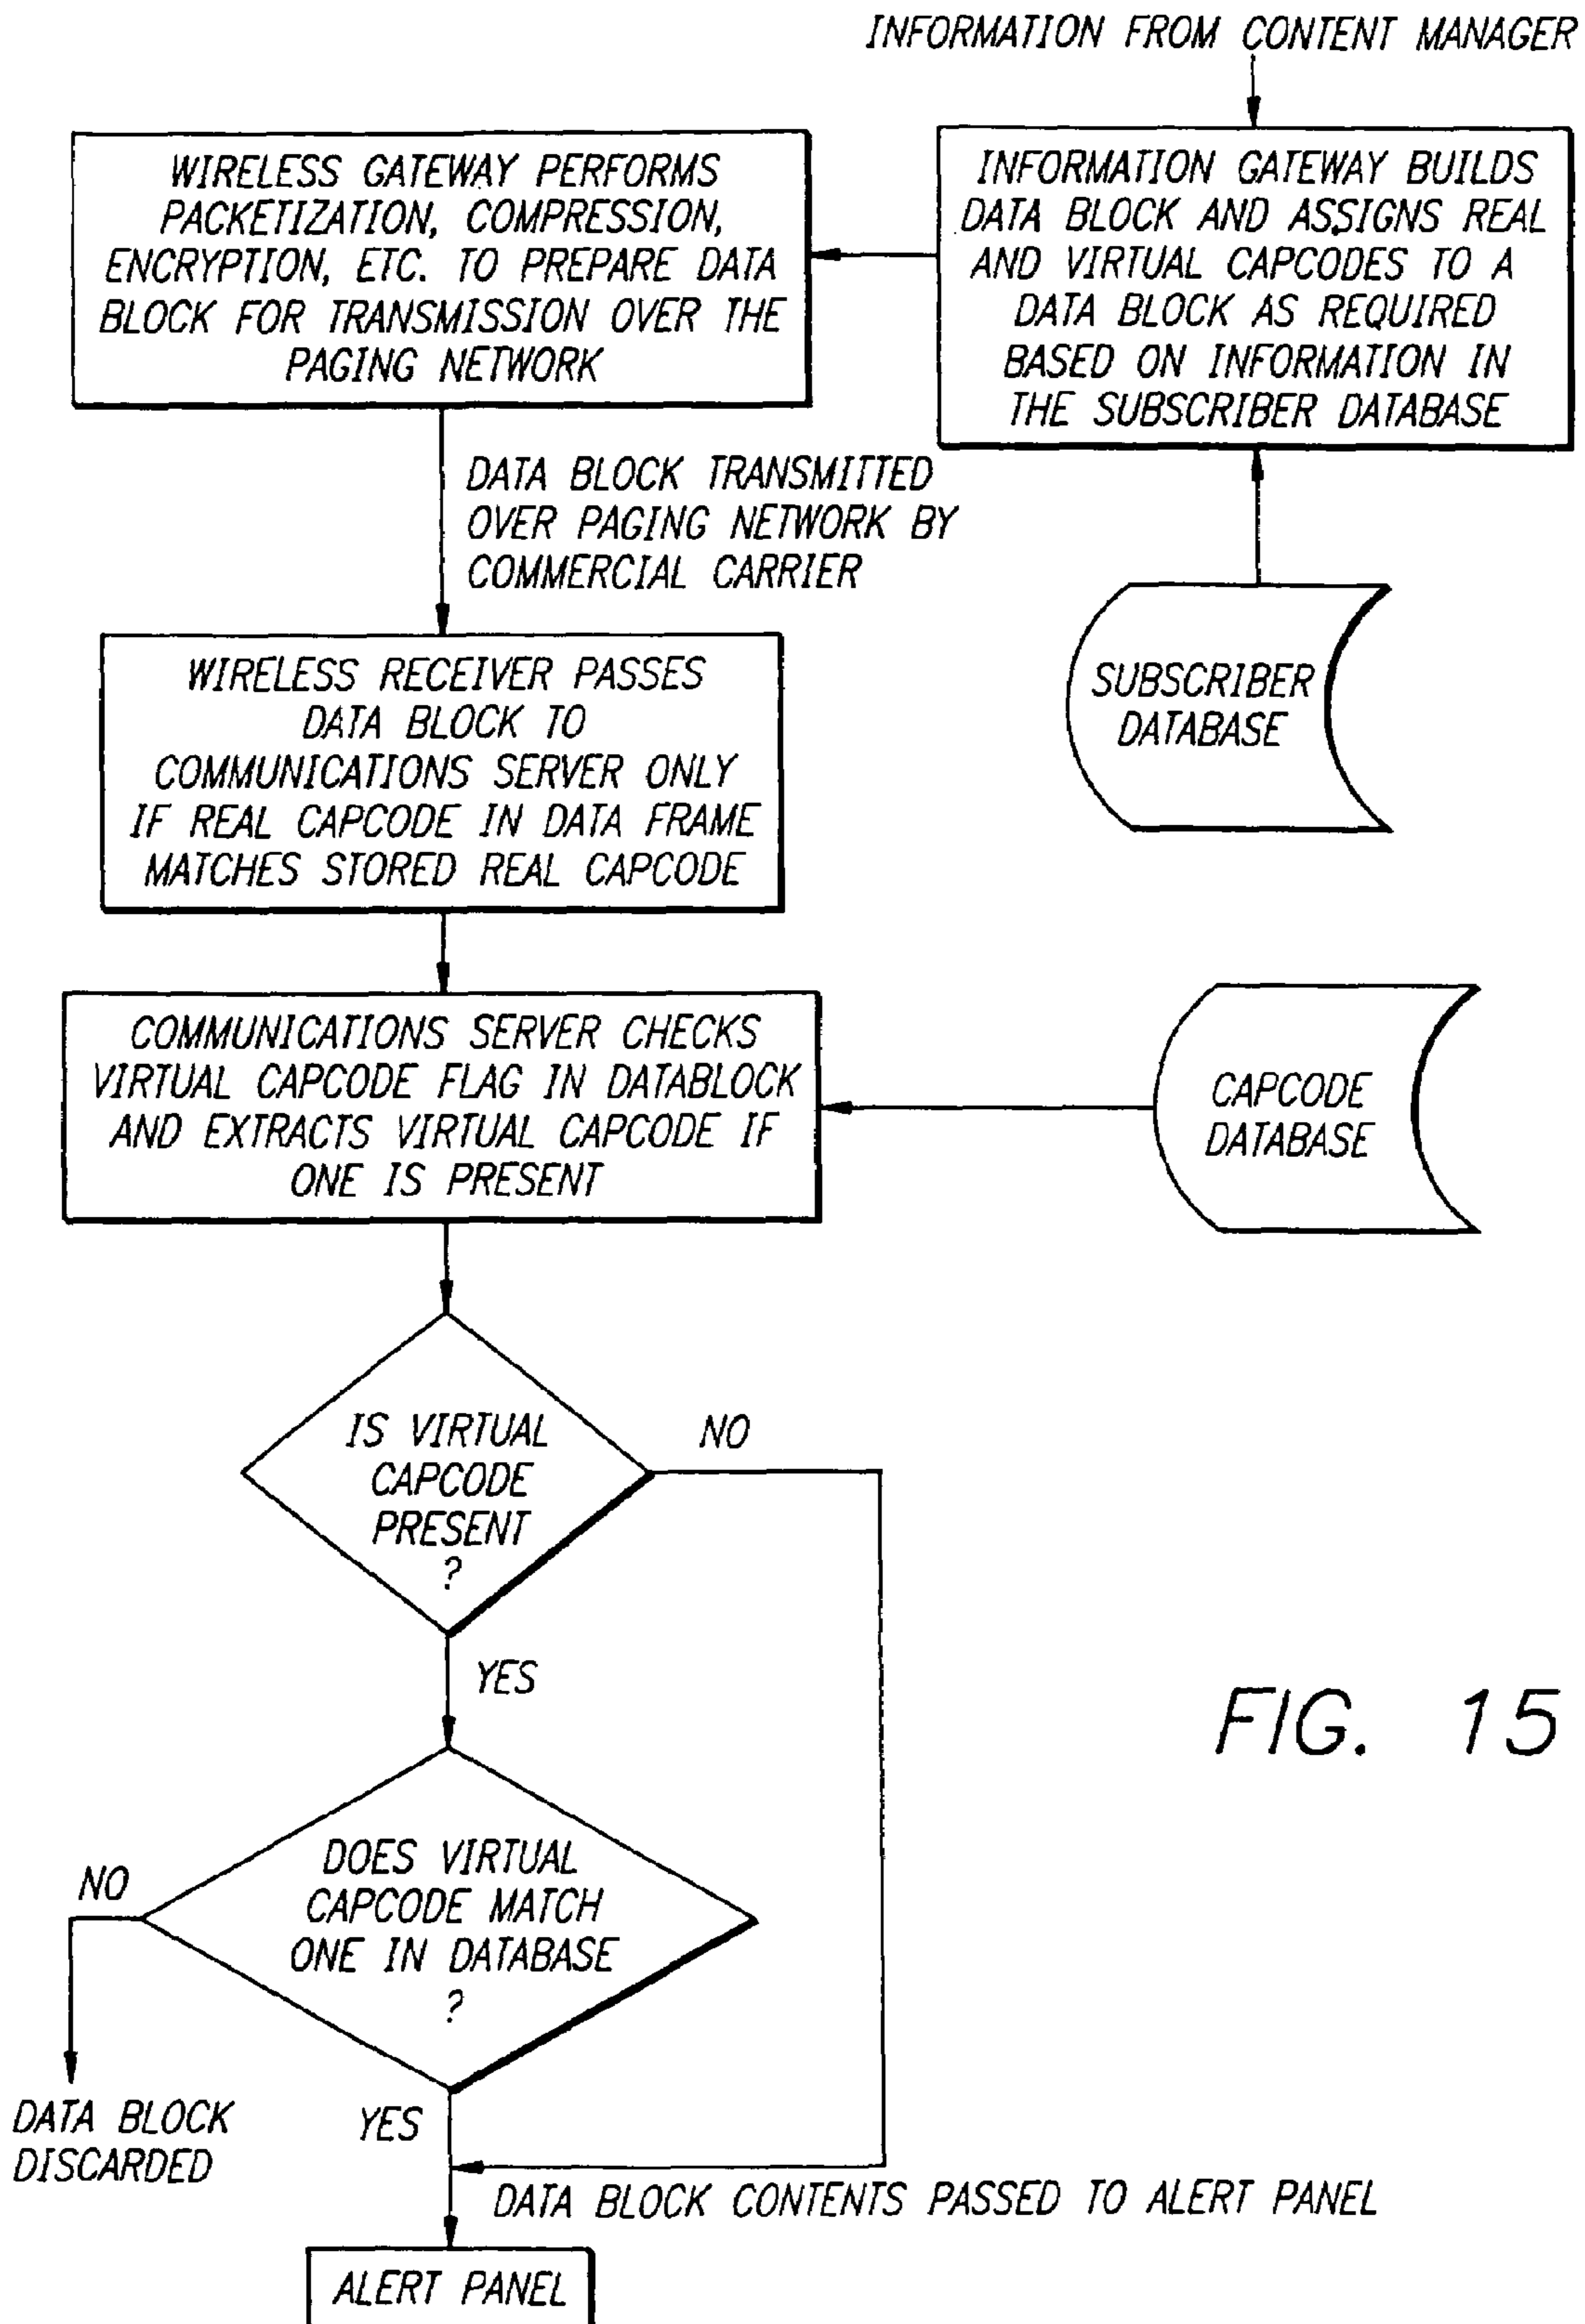 INFORMATION FROM CONTENT MANAGER
INFORMATION GATEWAY BUILDS
DATA BLOCK AND ASSIGNS REAL
AND VIRTUAL CAPCODES TO A
DATA BLOCK AS REQUIRED
BASED ON INFORMATION IN
THE SUBSCRIBER DATABASE
WIRELESS GATEWAY PERFORMS
PACKETIZATION, COMPRESSION,
ENCRYPTION, ETC. TO PREPARE DATA
BLOCK FOR TRANSMISSION OVER THE
PAGING NETWORK
DATA BLOCK TRANSMITTED
OVER PAGING NETWORK BY
COMMERCIAL CARRIER
SUBSCRIBER
DATABASE
WIRELESS RECEIVER PASSES
DATA BLOCK TO
COMMUNICATIONS SERVER ONLY
IF REAL CAPCODE IN DATA FRAME
MATCHES STORED REAL CAPCODE
COMMUNICATIONS SERVER CHECKS
VIRTUAL CAPCODE FLAG IN DATABLOCK
AND EXTRACTS VIRTUAL CAPCODE IF
ONE IS PRESENT
CAPCODE
DATABASE
IS VIRTUAL
CAPCODE
PRESENT
?
NO
YES
DOES VIRTUAL
CAPCODE MATCH
ONE IN DATABASE
?
NO
DATA BLOCK
DISCARDED
YES
DATA BLOCK CONTENTS PASSED TO ALERT PANEL
ALERT PANEL
FIG. 15